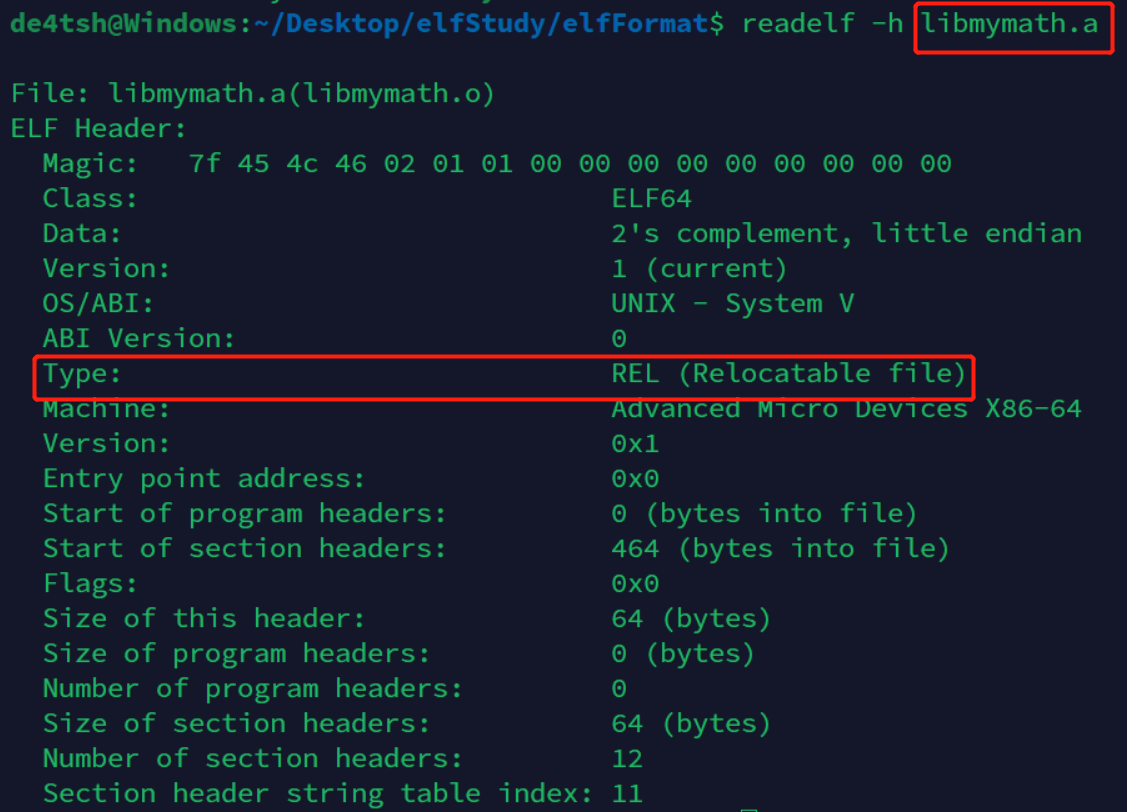 de4tsh@Windows:~/Desktop/elfStudy/elfFormat$ readelf -h libmymath.a
File: libmymath.a(libmymath.o)
ELF Header:
Magic: 7f 45 4c 46 02 01 01 00 00 00 00 00 00 00 00 00
Class: ELF64
Data: 2's complement, little endian
Version: 1 (current)
OS/ABI: UNIX - System V
ABI Version: 0
Type: REL (Relocatable file)
Machine: Advanced Micro Devices X86-64
Version: 0x1
Entry point address: 0x0
Start of program headers: 0 (bytes into file)
Start of section headers: 464 (bytes into file)
Flags: 0x0
Size of this header: 64 (bytes)
Size of program headers: 0 (bytes)
Number of program headers: 0
Size of section headers: 64 (bytes)
Number of section headers: 12
Section header string table index: 11